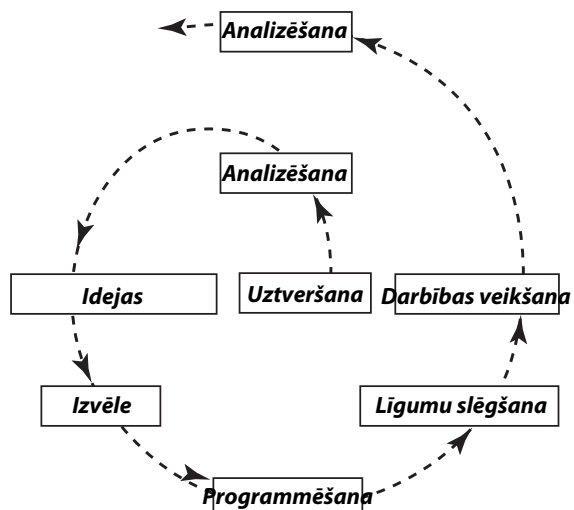 Analizēšana
Analizēšana
Idejas
Uztveršana
Darbības veikšana
Izvēle
Līgumu slēgšana
Programmēšana